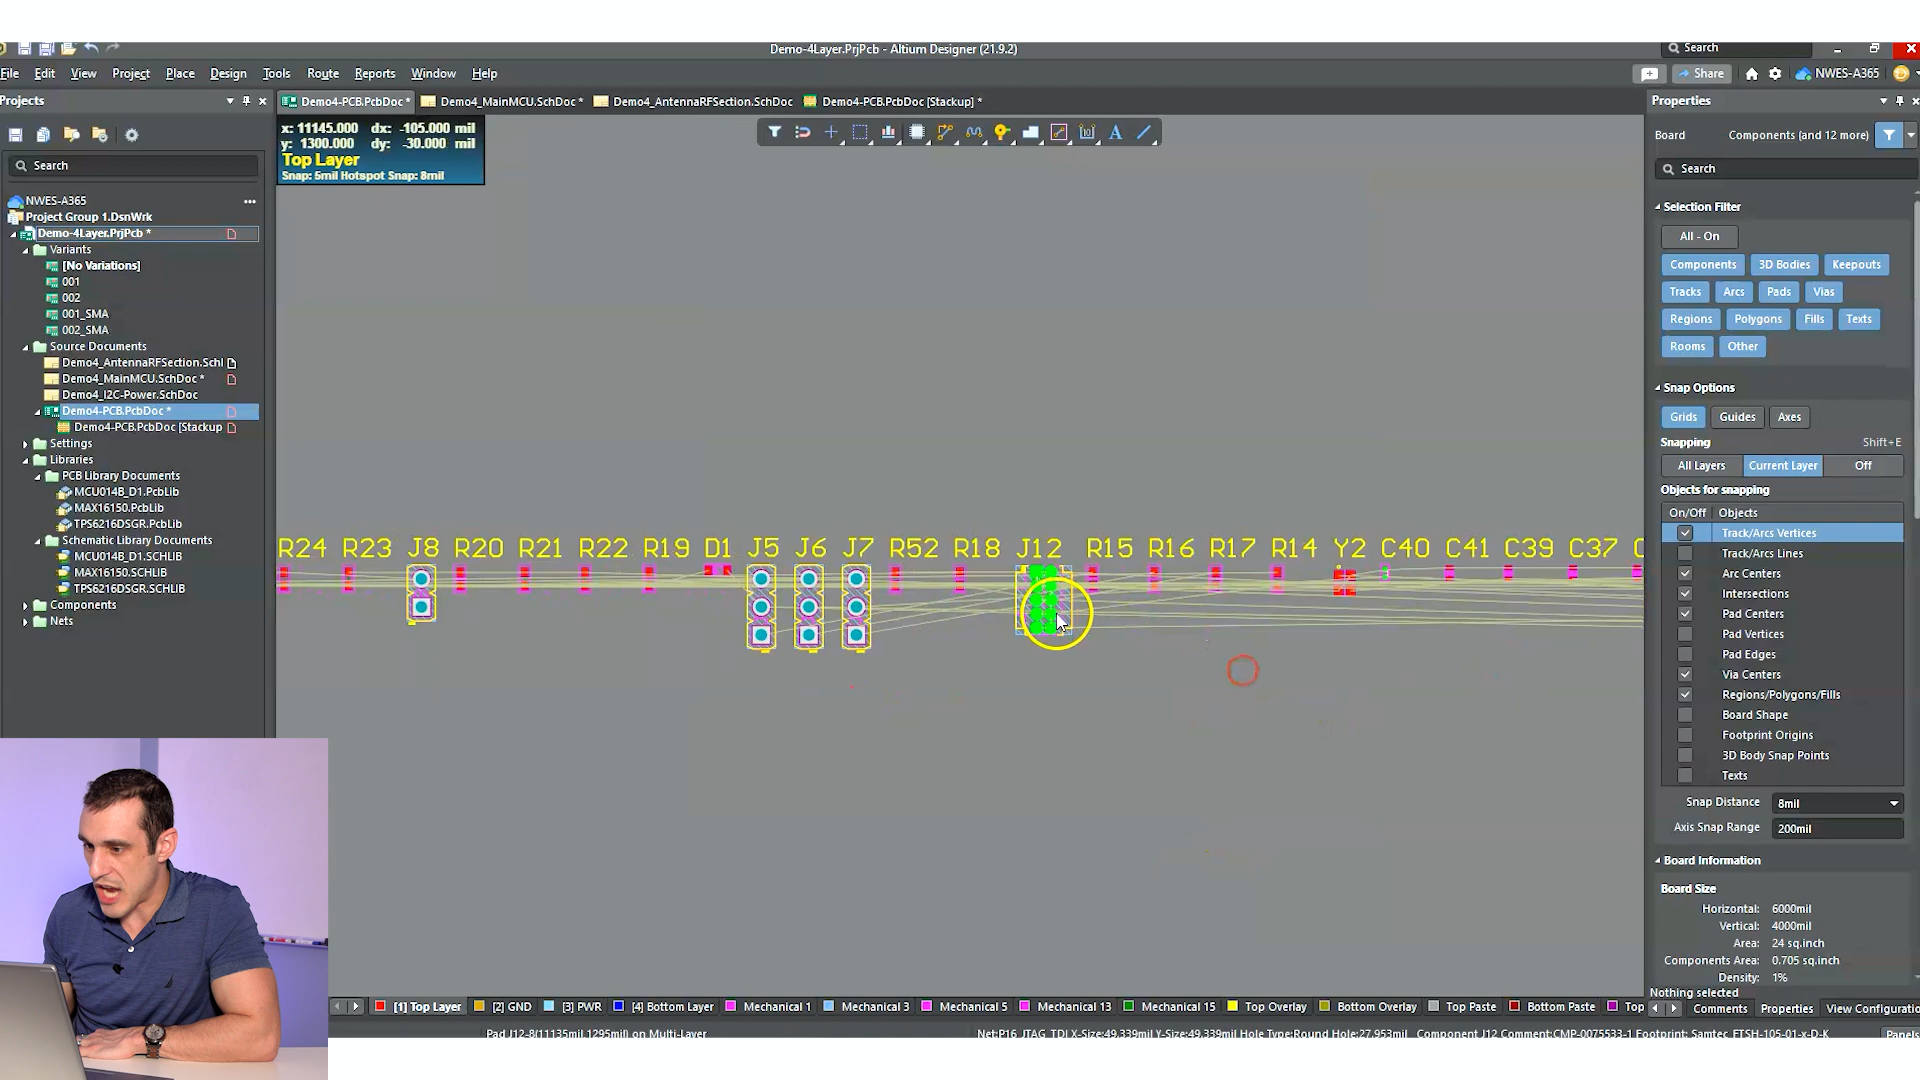 Demo-4Layer.PrjPcb - Altium Designer (21.9.2)
Search
File Edit View Project Place Design Tools Route Reports Window Help
Share
NWES-A365
Projects
Demo4-PCB.PcbDoc *
Demo4_MainMCU.SchDoc *
Demo4_AntennaRFSection.SchDoc
Demo4-PCB.PcbDoc [Stackup] *
Properties
x: 11145.000 dx: -105.000 mil
y: 1300.000 dy: -30.000 mil
Top Layer
Snap: 5mil Hotspot Snap: 8mil
Board Components (and 12 more)
Search
Search
NWES-A365
Project Group 1.DsnWrk
Demo-4Layer.PrjPcb *
Variants
[No Variations]
001
002
001_SMA
002_SMA
Source Documents
Demo4_AntennaRFSection.Schl
Demo4_MainMCU.SchDoc *
Demo4_I2C-Power.SchDoc
Demo4-PCB.PcbDoc *
Demo4-PCB.PcbDoc [Stackup
Settings
Libraries
PCB Library Documents
MCU014B_D1.PcbLib
MAX16150.PcbLib
TPS6216DSGR.PcbLib
Schematic Library Documents
MCU014B_D1.SCHLIB
MAX16150.SCHLIB
TPS6216DSGR.SCHLIB
Components
Nets
R24 R23 J8 R20 R21 R22 R19 D1 J5 J6 J7 R52 R18 J12 R15 R16 R17 R14 Y2 C40 C41 C39 C37 C
Selection Filter
All - On
Components 3D Bodies Keepouts
Tracks Arcs Pads Vias
Regions Polygons Fills Texts
Rooms Other
Snap Options
Grids Guides Axes
Snapping Shift+E
All Layers Current Layer Off
Objects for snapping
On/Off Objects
Track/Arcs Vertices
Track/Arcs Lines
Arc Centers
Intersections
Pad Centers
Pad Vertices
Pad Edges
Via Centers
Regions/Polygons/Fills
Board Shape
Footprint Origins
3D Body Snap Points
Texts
Snap Distance 8mil
Axis Snap Range 200mil
Board Information
Board Size
Horizontal: 6000mil
Vertical: 4000mil
Area: 24 sq.inch
Components Area: 0.705 sq.inch
Density: 1%
Nothing selected
[1] Top Layer [2] GND [3] PWR [4] Bottom Layer Mechanical 1 Mechanical 3 Mechanical 5 Mechanical 13 Mechanical 15 Top Overlay Bottom Overlay Top Paste Bottom Paste Top
Comments Properties View Configuratio
Pad J12-8(11135mil,1295mil) on Multi-Layer
Net:P16_JTAG_TDI X-Size:49.339mil Y-Size:49.339mil Hole Type:Round Hole:27.953mil Component J12 Comment:CMP-0075533-1 Footprint: Samtec_FTSH-105-01-x-D-K
Panels